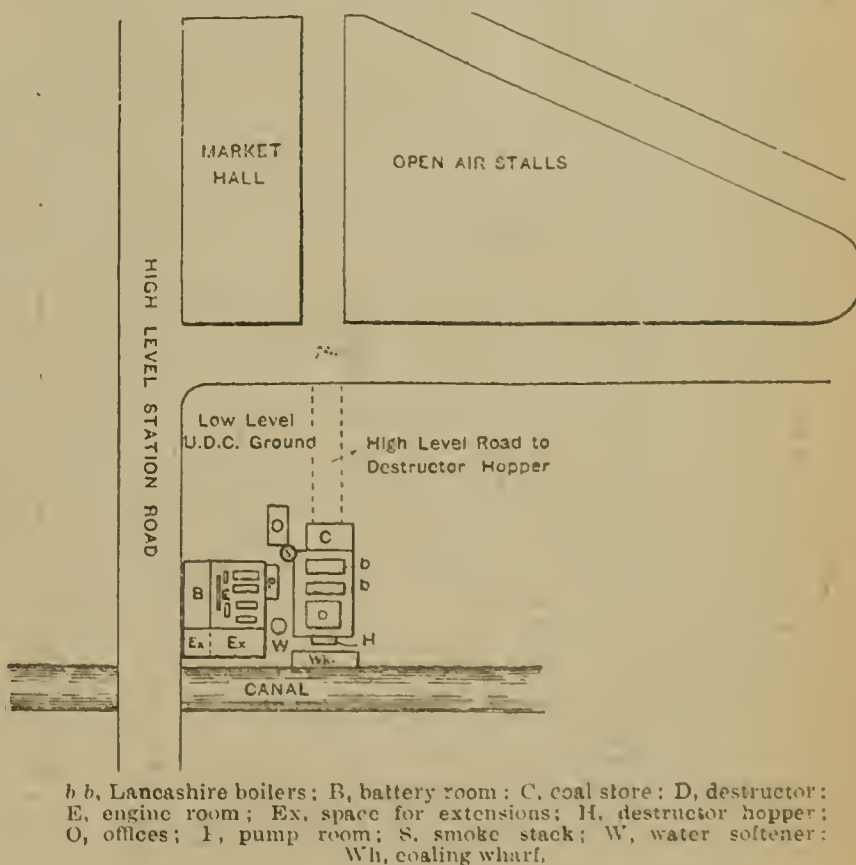 MARKET
HALL
OPEN AIR STALLS
HIGH LEVEL STATION ROAD
Low Level
U.D.C. Ground
High Level Road to
Destructor Hopper
O
C
S
b
B
E
P
b
D
Ex
Ex
W
H
Wh.
CANAL
b b, Lancashire boilers; B, battery room; C, coal store; D, destructor;
E, engine room; Ex, space for extensions; H, destructor hopper;
O, offices; P, pump room; S, smoke stack; W, water softener;
Wh, coaling wharf.